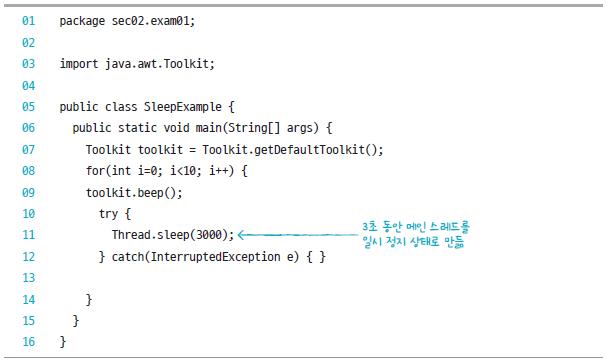 01 package sec02.exam01;
02
03 import java.awt.Toolkit;
04
05 public class SleepExample {
06   public static void main(String[] args) {
07     Toolkit toolkit = Toolkit.getDefaultToolkit();
08     for(int i=0; i<10; i++) {
09     toolkit.beep();
10       try {
11         Thread.sleep(3000);
3초 동안 메인 스레드를
일시 정지 상태로 만듦
12       } catch(InterruptedException e) { }
13
14     }
15   }
16 }